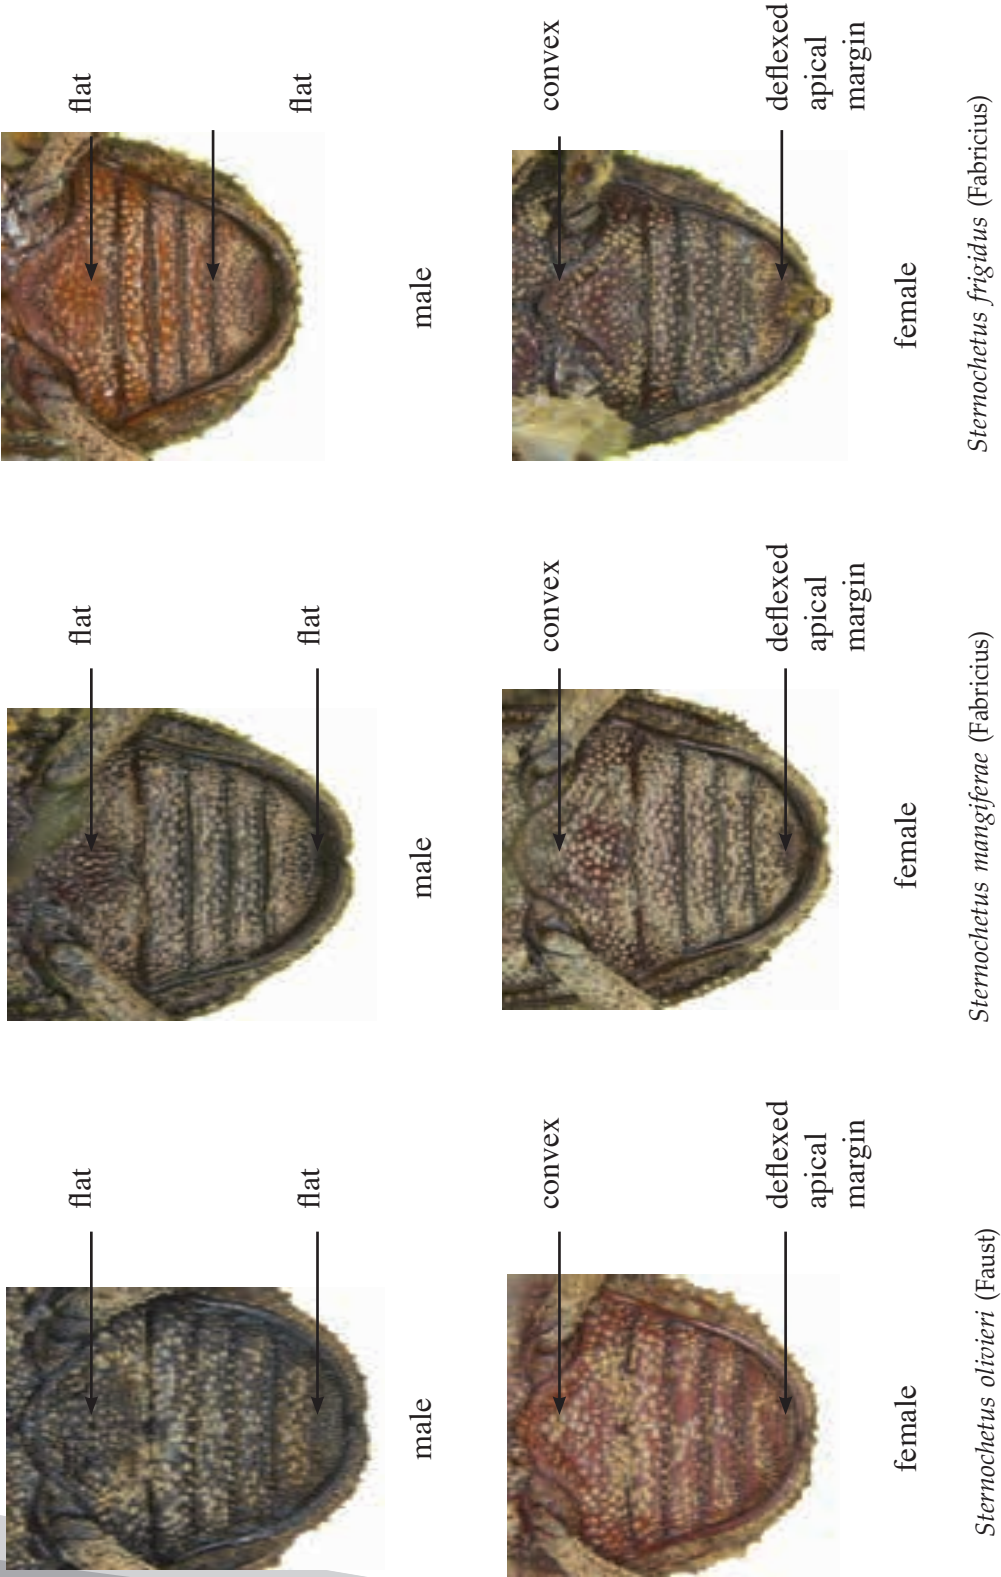 flat
flat
flat
flat
flat
flat
male
male
male
convex
convex
convex
deflexed
apical
margin
deflexed
apical
margin
deflexed
apical
margin
female
female
female
Sternochetus olivieri (Faust)
Sternochetus mangiferae (Fabricius)
Sternochetus frigidus (Fabricius)